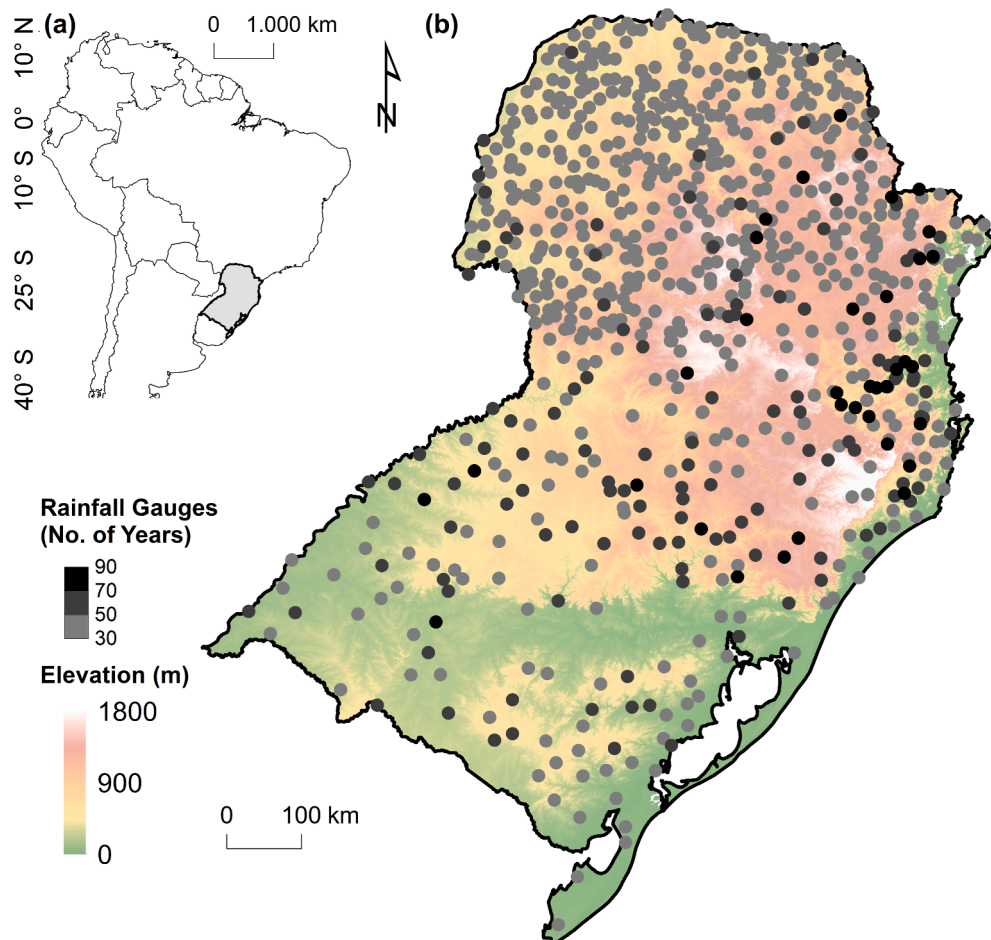 (a)
0 1.000 km
(b)
10° N
0°
10° S
25° S
40° S
N
Rainfall Gauges
(No. of Years)
90
70
50
30
Elevation (m)
1800
900
0
0 100 km